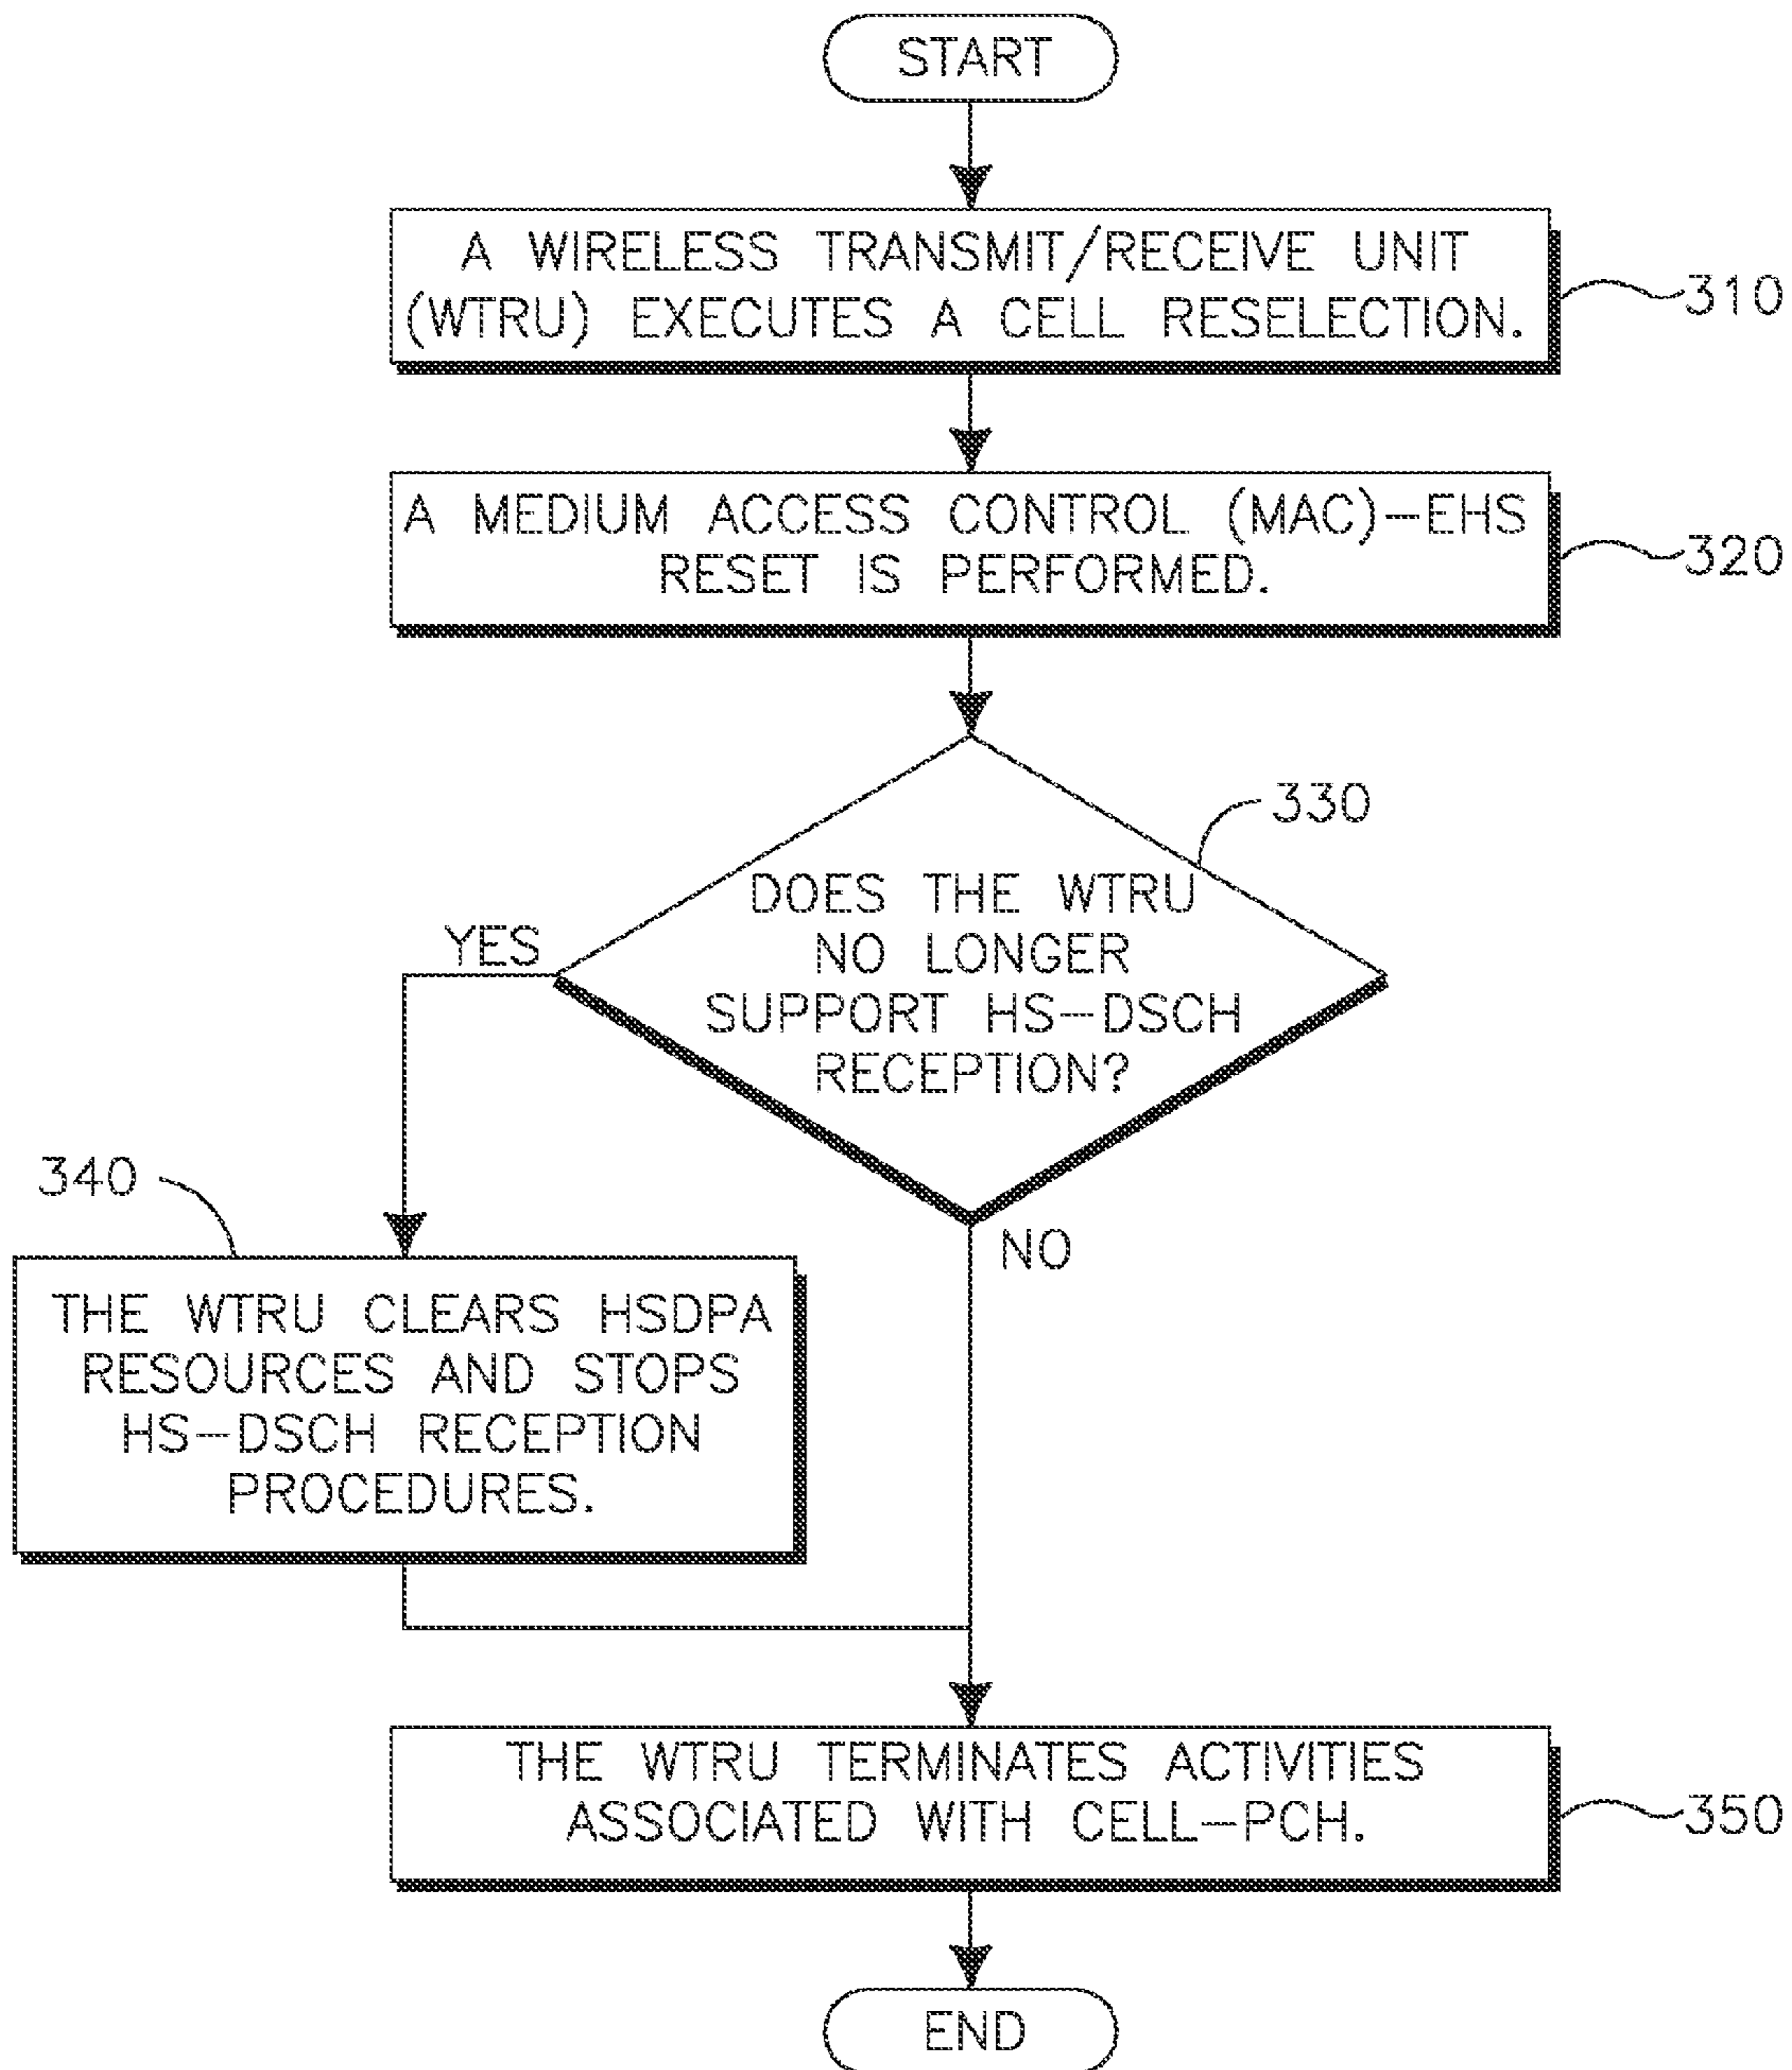 START
A WIRELESS TRANSMIT/RECEIVE UNIT
(WTRU) EXECUTES A CELL RESELECTION.
310
A MEDIUM ACCESS CONTROL (MAC)–EHS
RESET IS PERFORMED.
320
330
DOES THE WTRU
NO LONGER
SUPPORT HS–DSCH
RECEPTION?
YES
NO
340
THE WTRU CLEARS HSDPA
RESOURCES AND STOPS
HS–DSCH RECEPTION
PROCEDURES.
THE WTRU TERMINATES ACTIVITIES
ASSOCIATED WITH CELL–PCH.
350
END